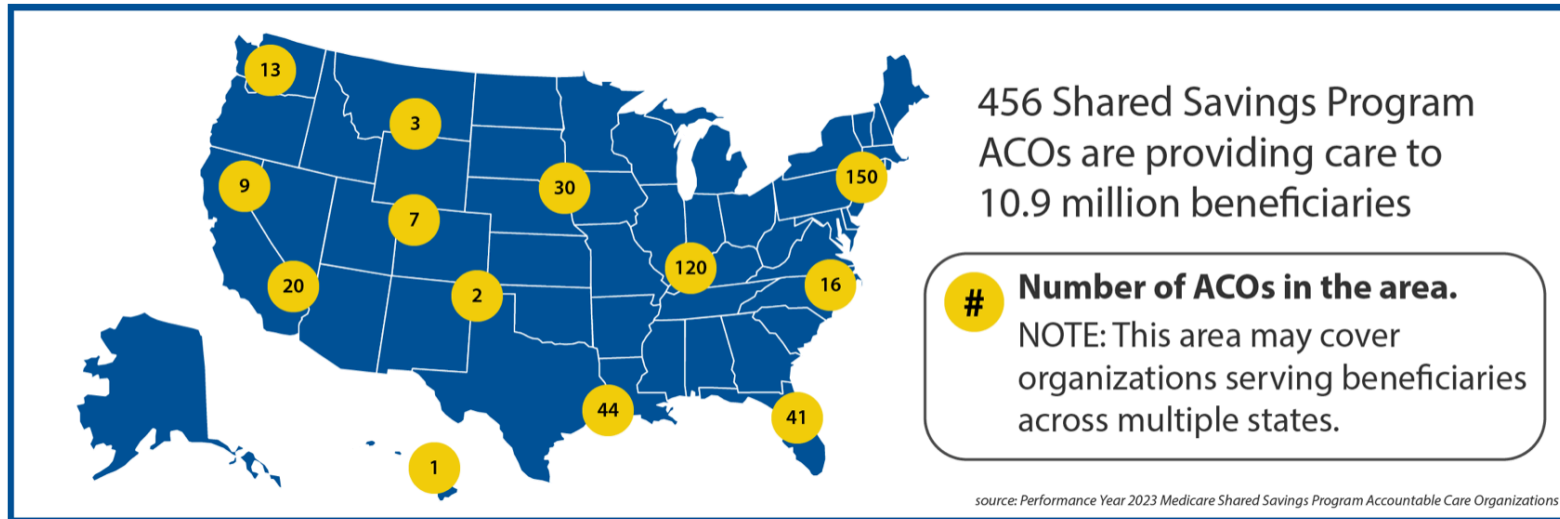 13
3
9
30
150
7
120
20
2
16
44
41
1
456 Shared Savings Program
ACOs are providing care to
10.9 million beneficiaries
# Number of ACOs in the area.
NOTE: This area may cover
organizations serving beneficiaries
across multiple states.
source: Performance Year 2023 Medicare Shared Savings Program Accountable Care Organizations